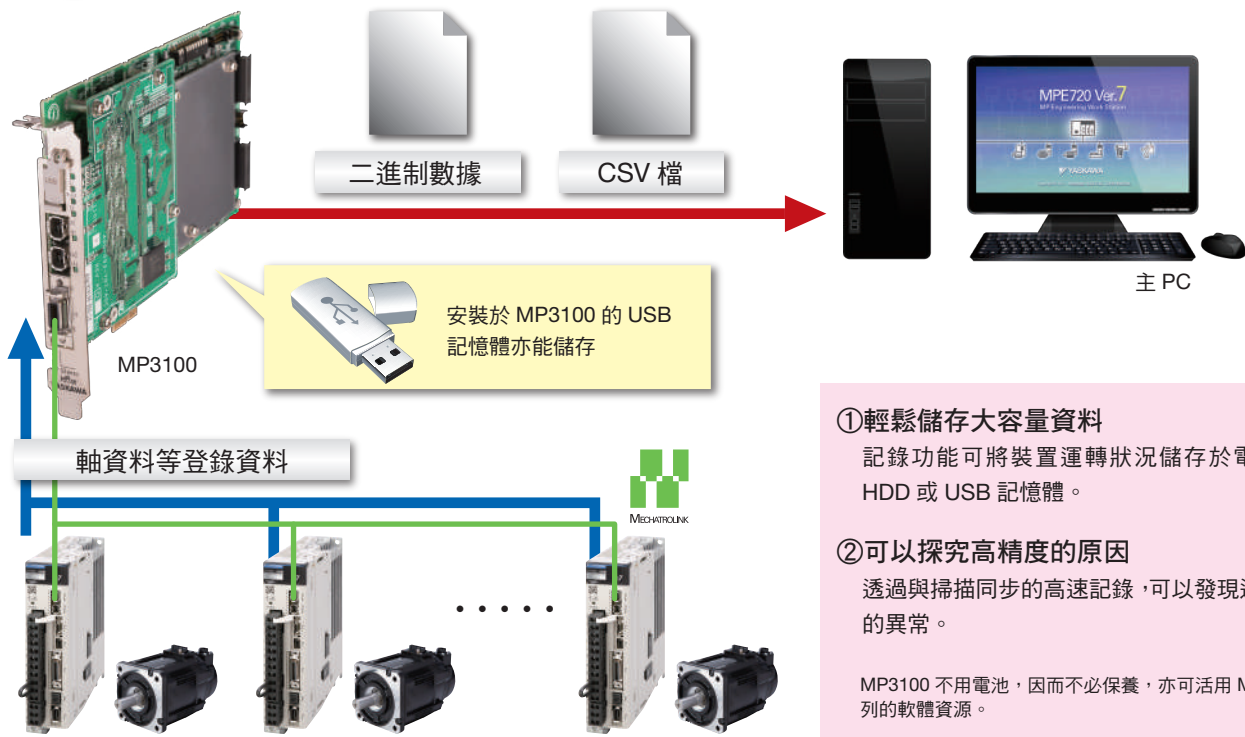 二進制數據
CSV 檔
MPE720 Ver.7
MP Engineering Work Station
YASKAWA
主 PC
安裝於 MP3100 的 USB
記憶體亦能儲存
MP3100
軸資料等登錄資料
MECHATROLINK
①輕鬆儲存大容量資料
記錄功能可將裝置運轉狀況儲存於電
HDD 或 USB 記憶體。
②可以探究高精度的原因
透過與掃描同步的高速記錄，可以發現
的異常。
MP3100 不用電池，因而不必保養，亦可活用 M
列的軟體資源。